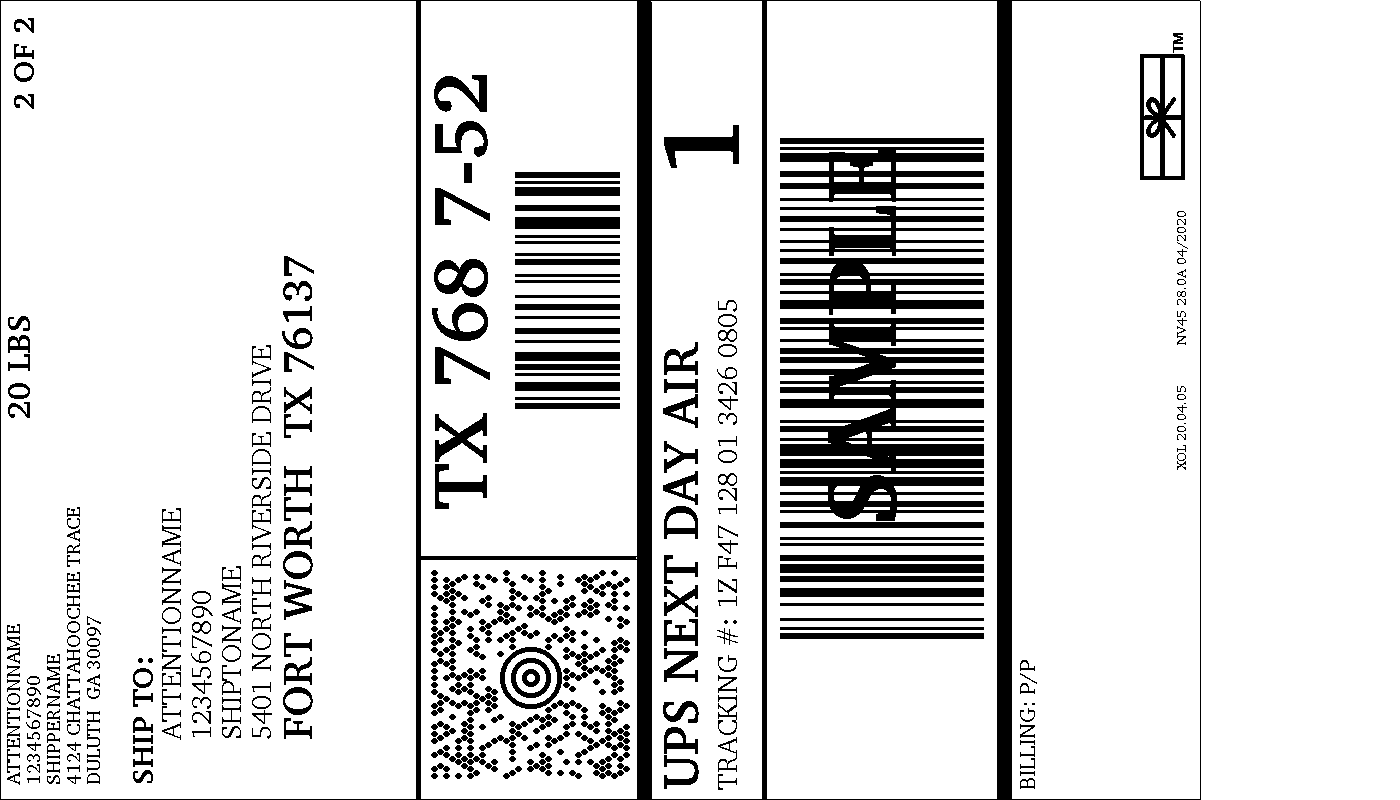 ATTENTIONNAME
1234567890
SHIPPERNAME
4124 CHATTAHOOCHEE TRACE
DULUTH GA 30097
20 LBS
2 OF 2
SHIP TO:
ATTENTIONNAME
1234567890
SHIPTONAME
5401 NORTH RIVERSIDE DRIVE
FORT WORTH TX 76137
TX 768 7-52
UPS NEXT DAY AIR
1
TRACKING #: 1Z F47 128 01 3426 0805
SAMPLE
BILLING: P/P
XOL 20.04.05 NV45 28.0A 04/2020
TM